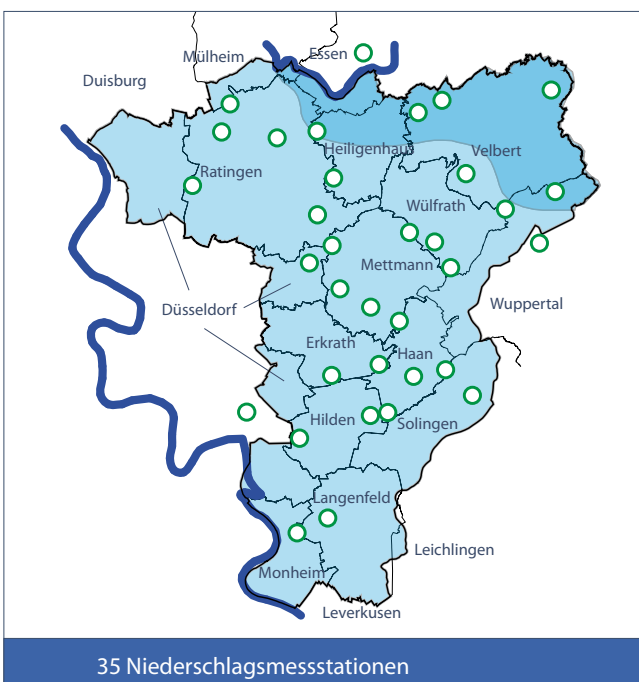 Essen
Mülheim
Duisburg
Heiligenhaus
Velbert
Ratingen
Wülfrath
Mettmann
Düsseldorf
Wuppertal
Erkrath
Haan
Hilden
Solingen
Langenfeld
Leichlingen
Monheim
Leverkusen
35 Niederschlagsmessstationen